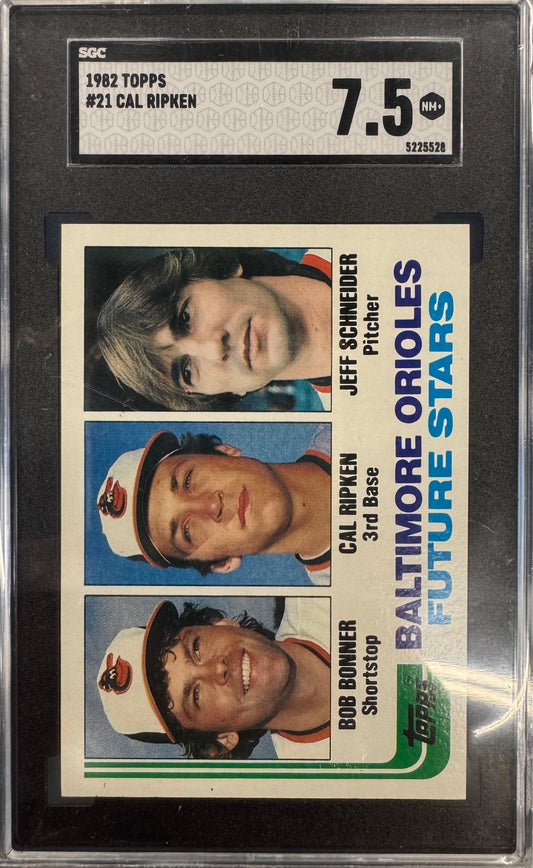 SGC
1982 TOPPS
#21 CAL RIPKEN
7.5
NM+
5225528
BOB BONNER
Shortstop
CAL RIPKEN
3rd Base
JEFF SCHNEIDER
Pitcher
topps
BALTIMORE ORIOLES
FUTURE STARS